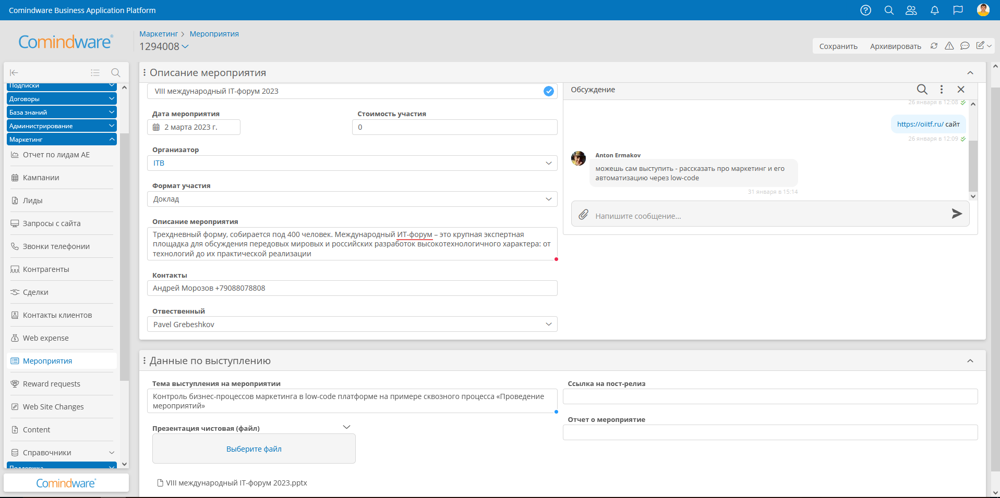 Comindware Business Application Platform
Comindware®
Маркетинг > Мероприятия
1294008
Сохранить Архивировать
Подписки
Договоры
База знаний
Администрирование
Маркетинг
Отчет по лидам АЕ
Кампании
Лиды
Запросы с сайта
Звонки телефонии
Контрагенты
Сделки
Контакты клиентов
Web expense
Мероприятия
Reward requests
Web Site Changes
Content
Справочники
Поддержка
Comindware®
Описание мероприятия
VIII международный IT-форум 2023
Дата мероприятия
2 марта 2023 г.
Стоимость участия
0
Организатор
ITB
Формат участия
Доклад
Описание мероприятия
Трехдневный форму, собирается под 400 человек. Международный ИТ-форум – это крупная экспертная
площадка для обсуждения передовых мировых и российских разработок высокотехнологичного характера: от
технологий до их практической реализации
Контакты
Андрей Морозов +79088078808
Отвественный
Pavel Grebeshkov
Обсуждение
26 января в 12:08
https://oiitf.ru/ сайт
26 января в 12:09
Anton Ermakov
можешь сам выступить - рассказать про маркетинг и его
автоматизацию через low-code
31 января в 15:14
Напишите сообщение...
Данные по выступлению
Тема выступления на мероприятии
Контроль бизнес-процессов маркетинга в low-code платформе на примере сквозного процесса «Проведение
мероприятий»
Презентация чистовая (файл)
Выберите файл
VIII международный IT-форум 2023.pptx
Ссылка на пост-релиз
Отчет о мероприятие